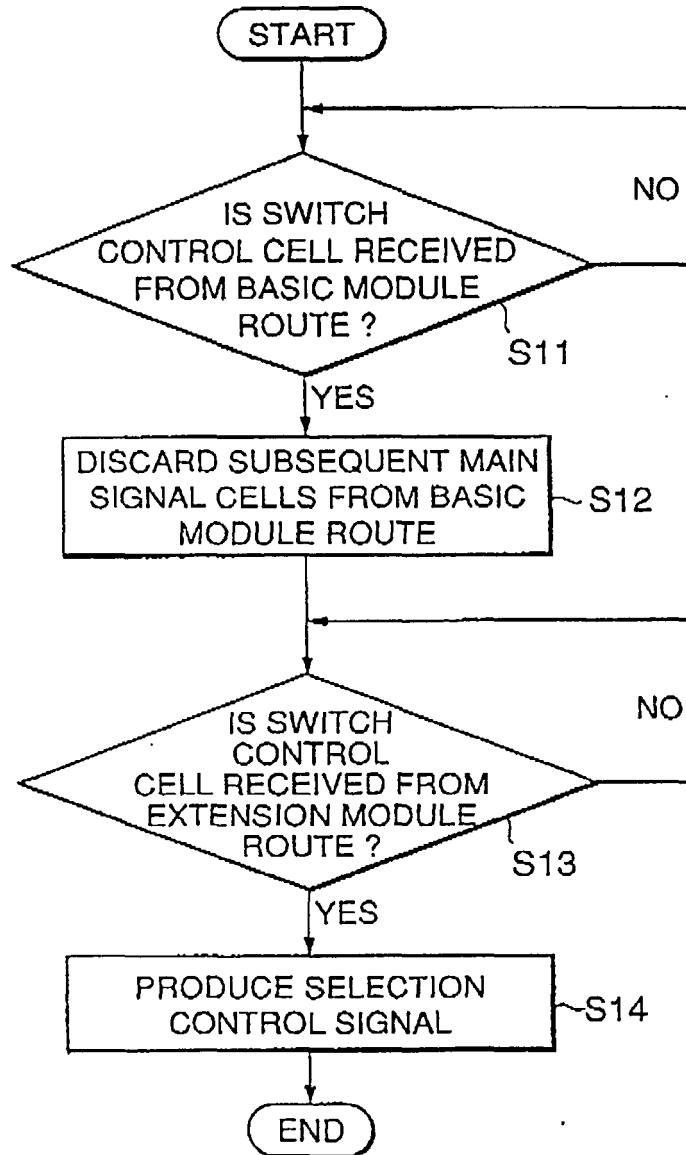 START
NO
IS SWITCH
CONTROL CELL RECEIVED
FROM BASIC MODULE
ROUTE ?
S11
YES
DISCARD SUBSEQUENT MAIN
SIGNAL CELLS FROM BASIC
MODULE ROUTE
S12
NO
IS SWITCH
CONTROL
CELL RECEIVED FROM
EXTENSION MODULE
ROUTE ?
S13
YES
PRODUCE SELECTION
CONTROL SIGNAL
S14
END